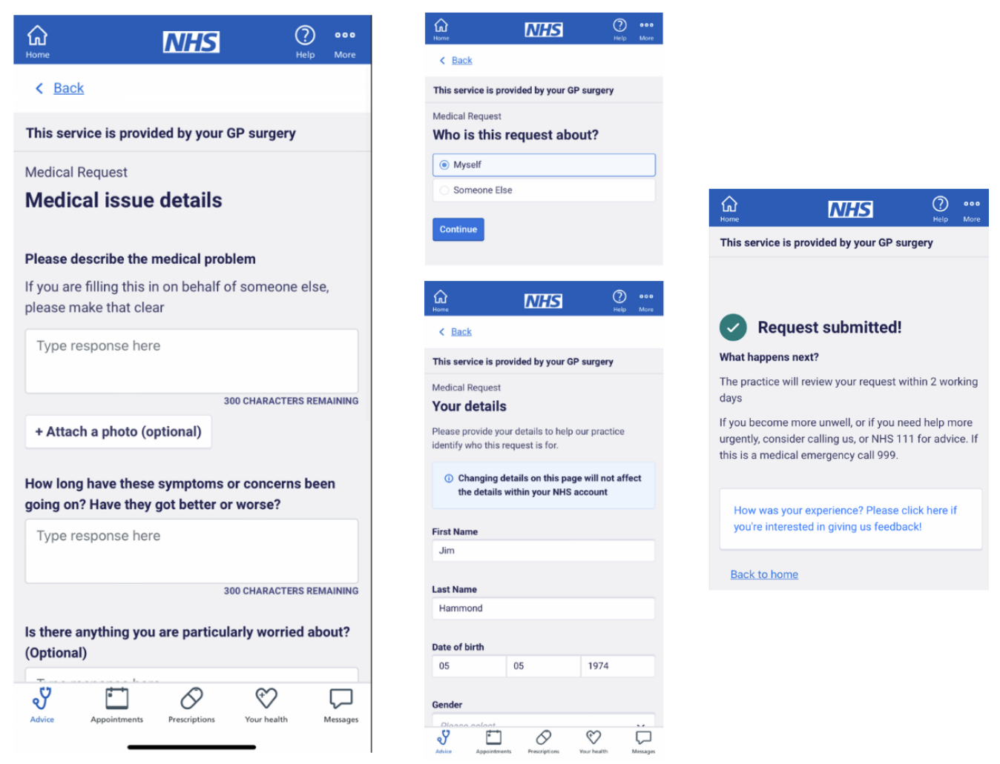 Home
NHS
Help
More
Back
This service is provided by your GP surgery
Medical Request
Medical issue details
Please describe the medical problem
If you are filling this in on behalf of someone else,
please make that clear
Type response here
300 CHARACTERS REMAINING
+ Attach a photo (optional)
How long have these symptoms or concerns been
going on? Have they got better or worse?
Type response here
300 CHARACTERS REMAINING
Is there anything you are particularly worried about?
(Optional)
Type response here
Advice
Appointments
Prescriptions
Your health
Messages
Home
NHS
Help
More
Back
This service is provided by your GP surgery
Medical Request
Who is this request about?
Myself
Someone Else
Continue
Home
NHS
Help
More
Back
This service is provided by your GP surgery
Medical Request
Your details
Please provide your details to help our practice
identify who this request is for.
Changing details on this page will not affect
the details within your NHS account
First Name
Jim
Last Name
Hammond
Date of birth
05
05
1974
Gender
Please select
Advice
Appointments
Prescriptions
Your health
Messages
Home
NHS
Help
More
This service is provided by your GP surgery
Request submitted!
What happens next?
The practice will review your request within 2 working
days
If you become more unwell, or if you need help more
urgently, consider calling us, or NHS 111 for advice. If
this is a medical emergency call 999.
How was your experience? Please click here if
you're interested in giving us feedback!
Back to home